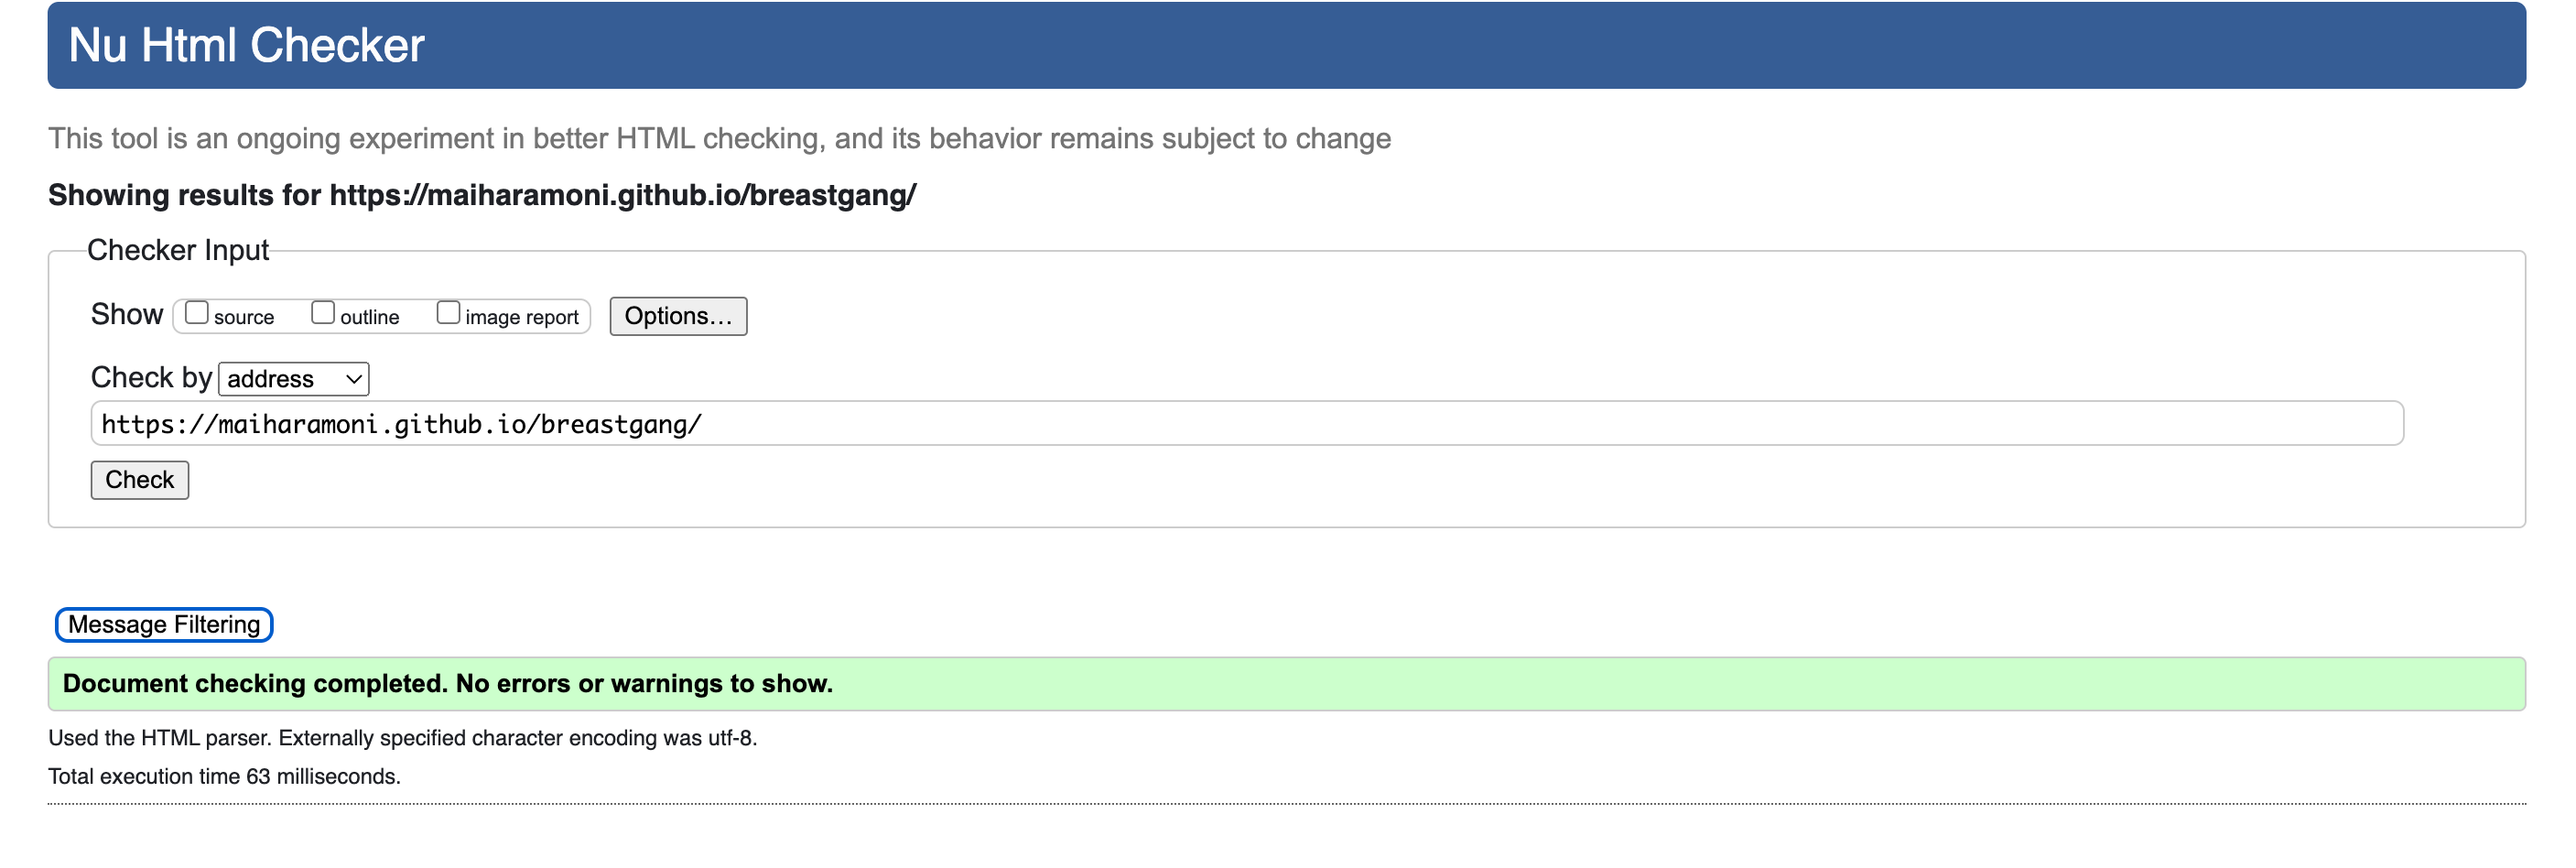 Nu Html Checker
This tool is an ongoing experiment in better HTML checking, and its behavior remains subject to change
Showing results for https://maiharamoni.github.io/breastgang/
Checker Input
Show source outline image report Options...
Check by address
https://maiharamoni.github.io/breastgang/
Check
Message Filtering
Document checking completed. No errors or warnings to show.
Used the HTML parser. Externally specified character encoding was utf-8.
Total execution time 63 milliseconds.